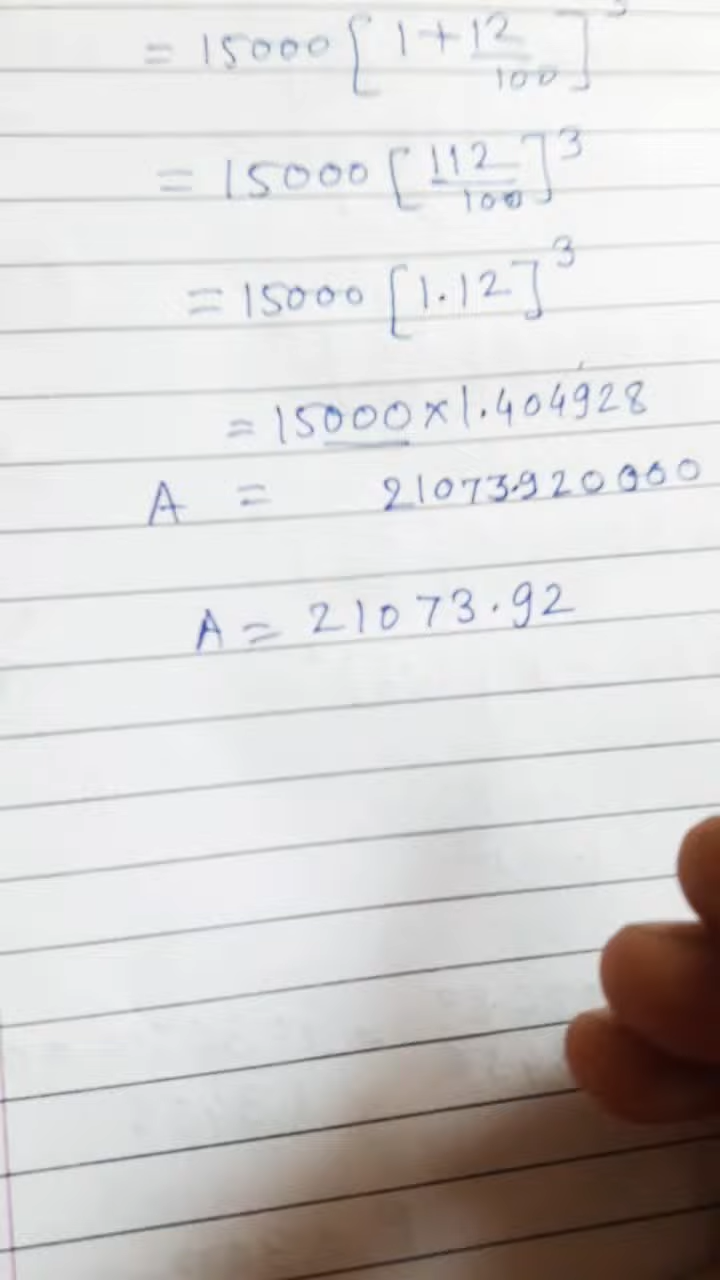 = 15000 [ 1 + 12/100 ]³
= 15000 [ 112/100 ]³
= 15000 [ 1.12 ]³
= 15000 × 1.404928
A = 21073.920000
A = 21073.92